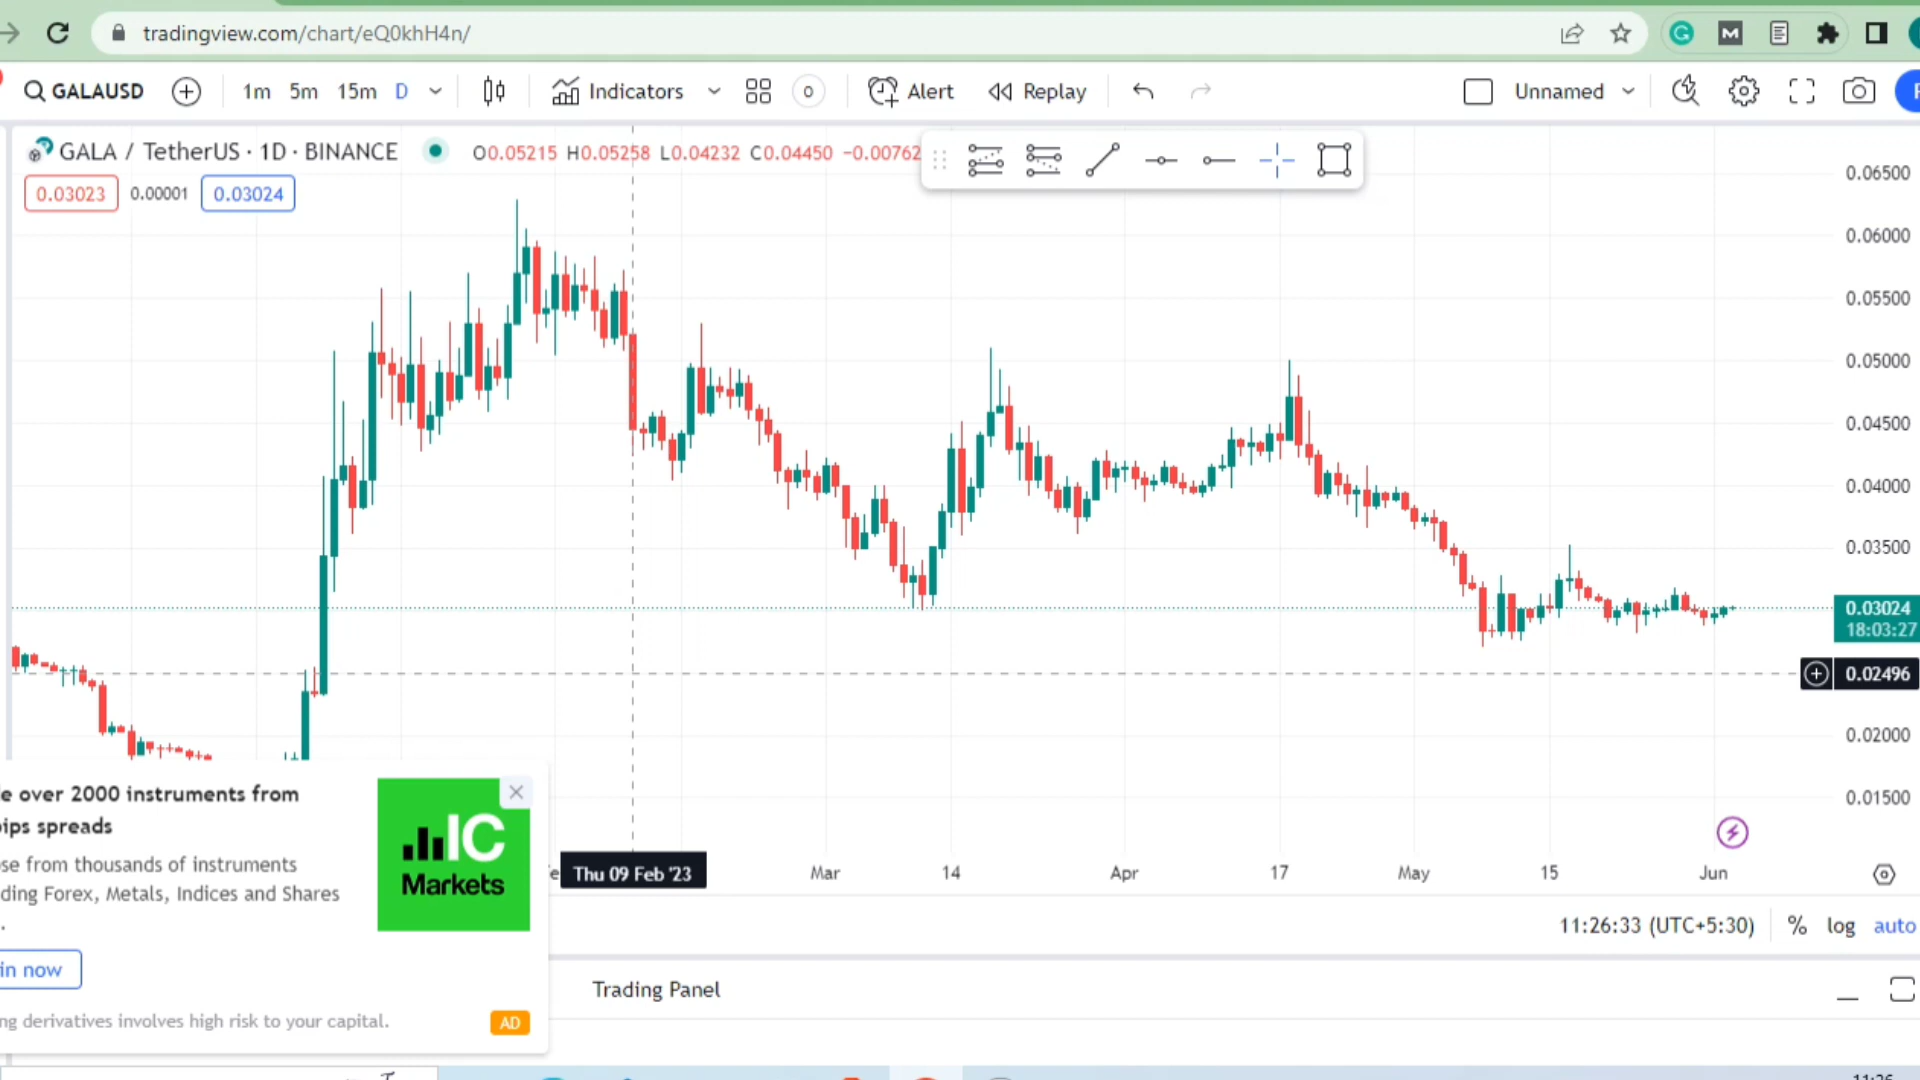 tradingview.com/chart/eQ0khH4n/
GALAUSD 1m 5m 15m D Indicators 0 Alert Replay Unnamed
GALA / TetherUS · 1D · BINANCE O0.05215 H0.05258 L0.04232 C0.04450 −0.00762
0.03023 0.00001 0.03024
0.06500
0.06000
0.05500
0.05000
0.04500
0.04000
0.03500
0.03024
18:03:27
0.02496
0.02000
0.01500
over 2000 instruments from
spreads
from thousands of instruments
Forex, Metals, Indices and Shares
.
in now
derivatives involves high risk to your capital.
AD
IC
Markets
Thu 09 Feb '23 Mar 14 Apr 17 May 15 Jun
11:26:33 (UTC+5:30) % log auto
Trading Panel